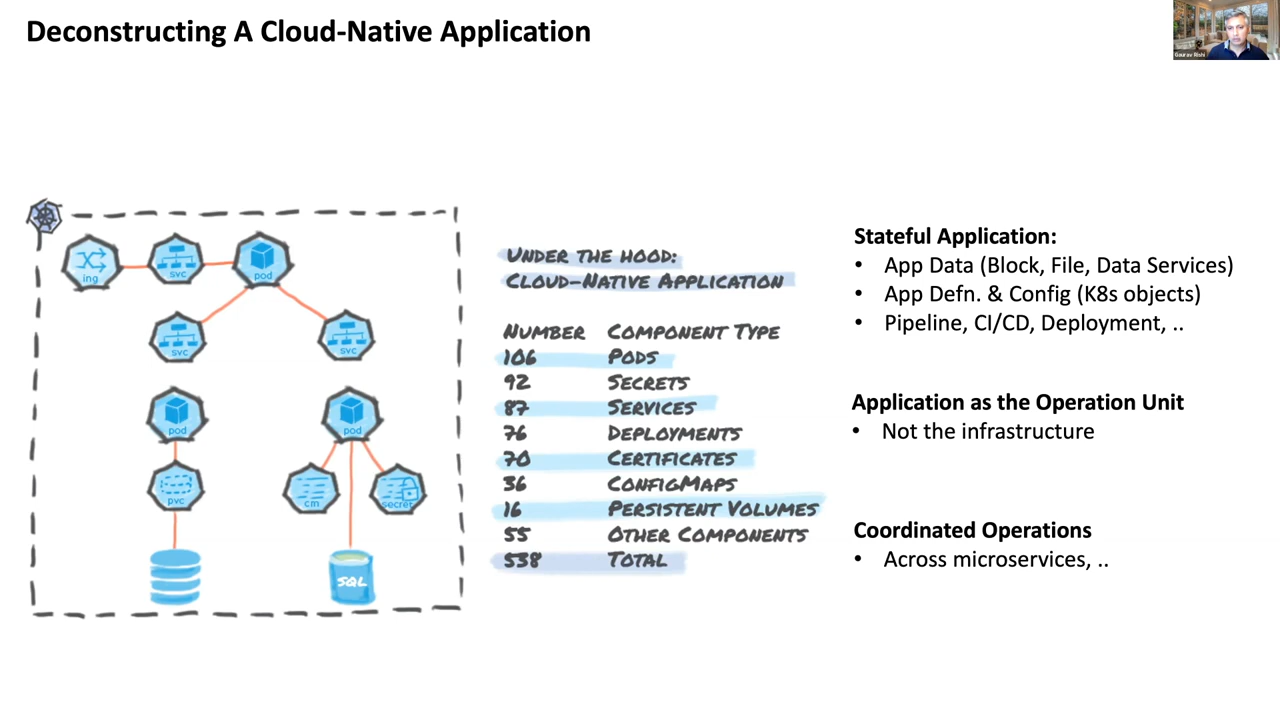 Deconstructing A Cloud-Native Application
Gaurav Rishi
ing
svc
pod
svc
svc
pod
pod
pvc
cm
secret
SQL
Under the hood:
Cloud-Native Application
Number Component Type
106 Pods
92 Secrets
87 Services
76 Deployments
70 Certificates
36 ConfigMaps
16 Persistent Volumes
55 Other Components
538 Total
Stateful Application:
• App Data (Block, File, Data Services)
• App Defn. & Config (K8s objects)
• Pipeline, CI/CD, Deployment, ..
Application as the Operation Unit
• Not the infrastructure
Coordinated Operations
• Across microservices, ..